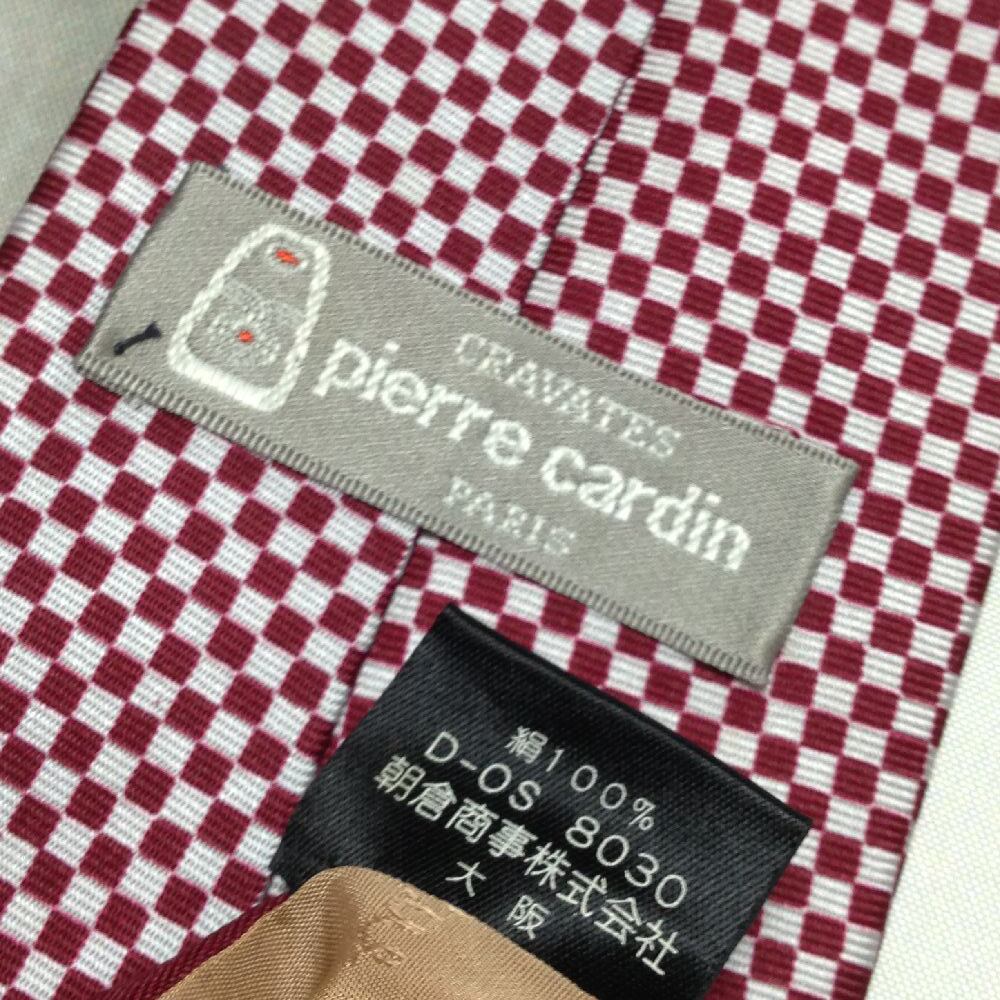 CRAVATES
pierre cardin
PARIS
絹100%
D-OS 8030
朝倉商事株式会社
大阪